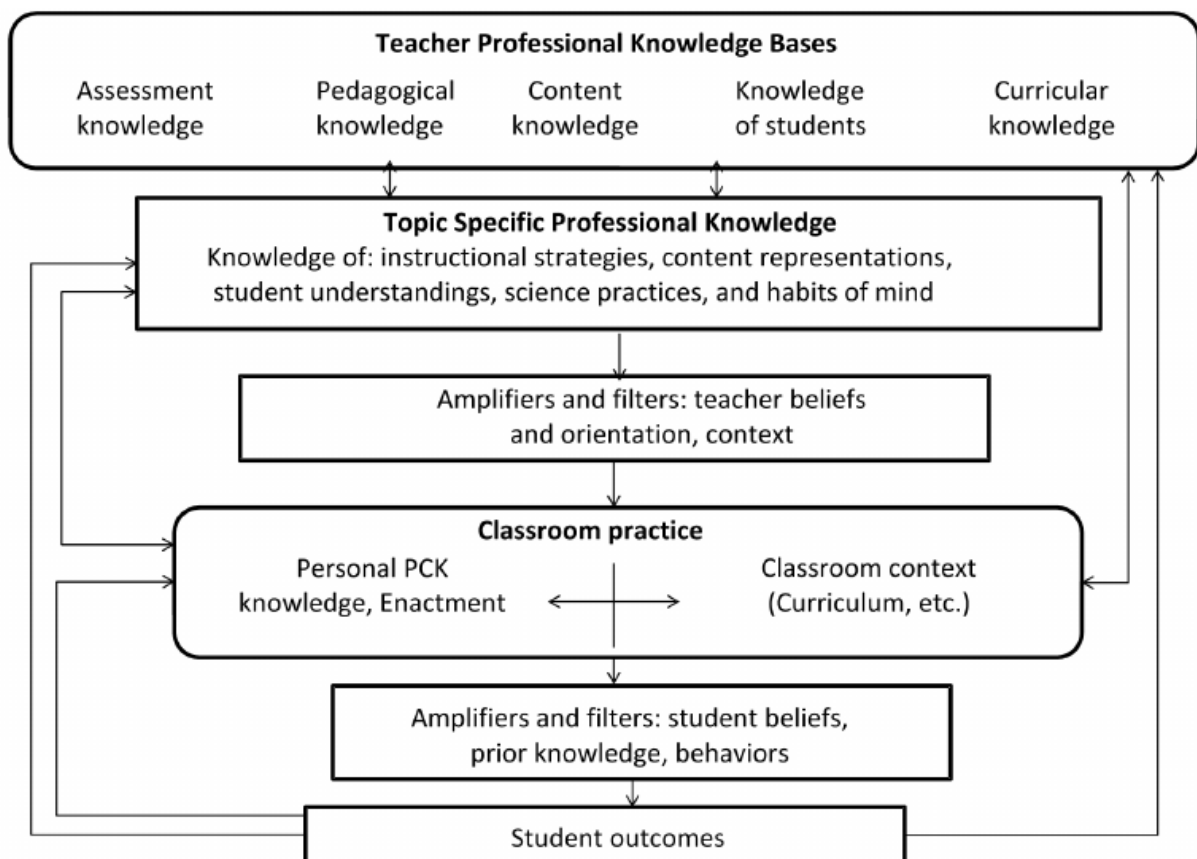 Teacher Professional Knowledge Bases
Assessment knowledge
Pedagogical knowledge
Content knowledge
Knowledge of students
Curricular knowledge
Topic Specific Professional Knowledge
Knowledge of: instructional strategies, content representations,
student understandings, science practices, and habits of mind
Amplifiers and filters: teacher beliefs
and orientation, context
Classroom practice
Personal PCK
knowledge, Enactment
Classroom context
(Curriculum, etc.)
Amplifiers and filters: student beliefs,
prior knowledge, behaviors
Student outcomes